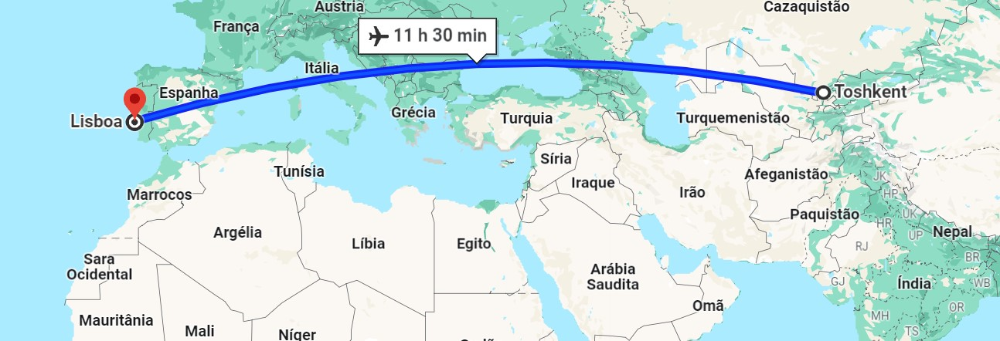 Áustria
Cazaquistão
França
11 h 30 min
Itália
Espanha
Toshkent
Lisboa
Grécia
Turquia
Turquemenistão
Síria
Tunísia
Afeganistão
JK
Marrocos
Iraque
Irão
HP
Paquistão
UK
HR
Argélia
Nepal
UP
Líbia
Egito
RJ
Sara
Ocidental
BR
Arábia
Saudita
GJ
Índia
WB
Omã
OR
Mauritânia
MH
Mali
Níger
TS